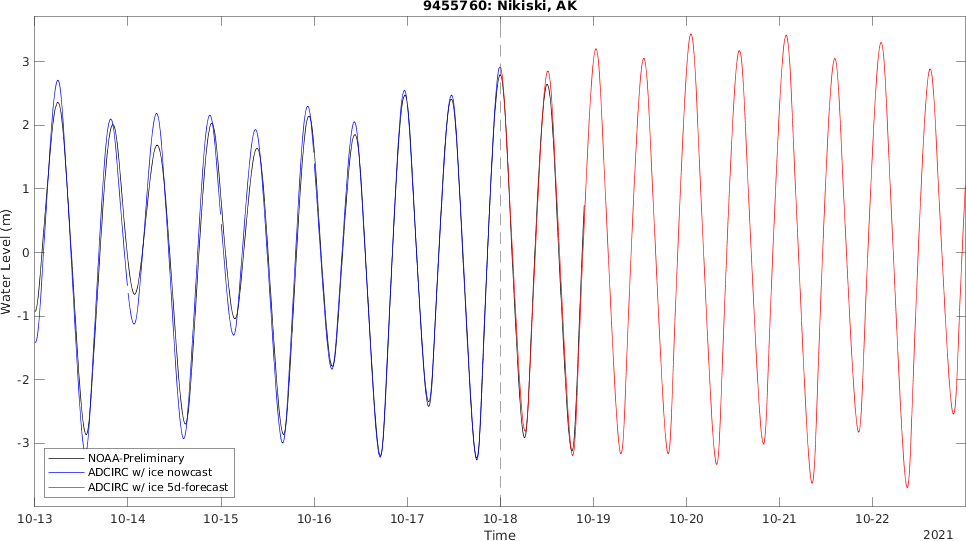 9455760: Nikiski, AK
3
2
1
0
-1
-2
-3
Water Level (m)
NOAA-Preliminary
ADCIRC w/ ice nowcast
ADCIRC w/ ice 5d-forecast
10-13 10-14 10-15 10-16 10-17 10-18 10-19 10-20 10-21 10-22
Time
2021